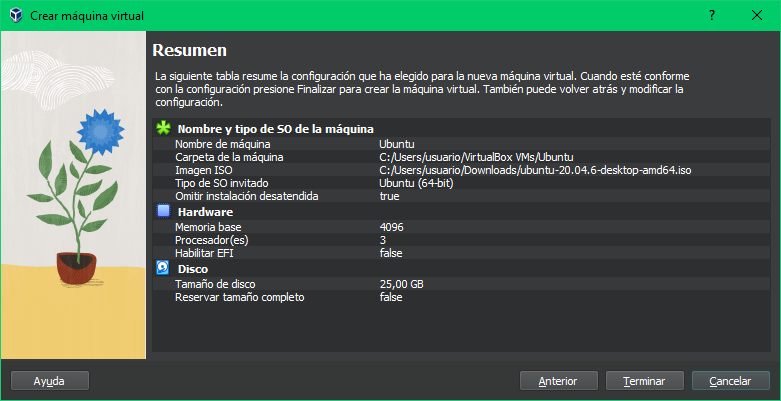 Crear máquina virtual
?
Resumen
La siguiente tabla resume la configuración que ha elegido para la nueva máquina virtual. Cuando esté conforme
con la configuración presione Finalizar para crear la máquina virtual. También puede volver atrás y modificar la
configuración.
Nombre y tipo de SO de la máquina
Nombre de máquina Ubuntu
Carpeta de la máquina C:/Users/usuario/VirtualBox VMs/Ubuntu
Imagen ISO C:/Users/usuario/Downloads/ubuntu-20.04.6-desktop-amd64.iso
Tipo de SO invitado Ubuntu (64-bit)
Omitir instalación desatendida true
Hardware
Memoria base 4096
Procesador(es) 3
Habilitar EFI false
Disco
Tamaño de disco 25,00 GB
Reservar tamaño completo false
Ayuda Anterior Terminar Cancelar